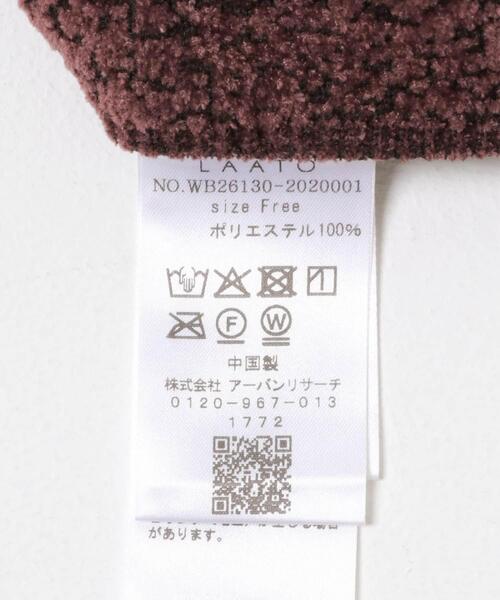 LAATO
NO.WB26130-2020001
size Free
ポリエステル100%
F W
中国製
株式会社 アーバンリサーチ
0120-967-013
1772
があります。